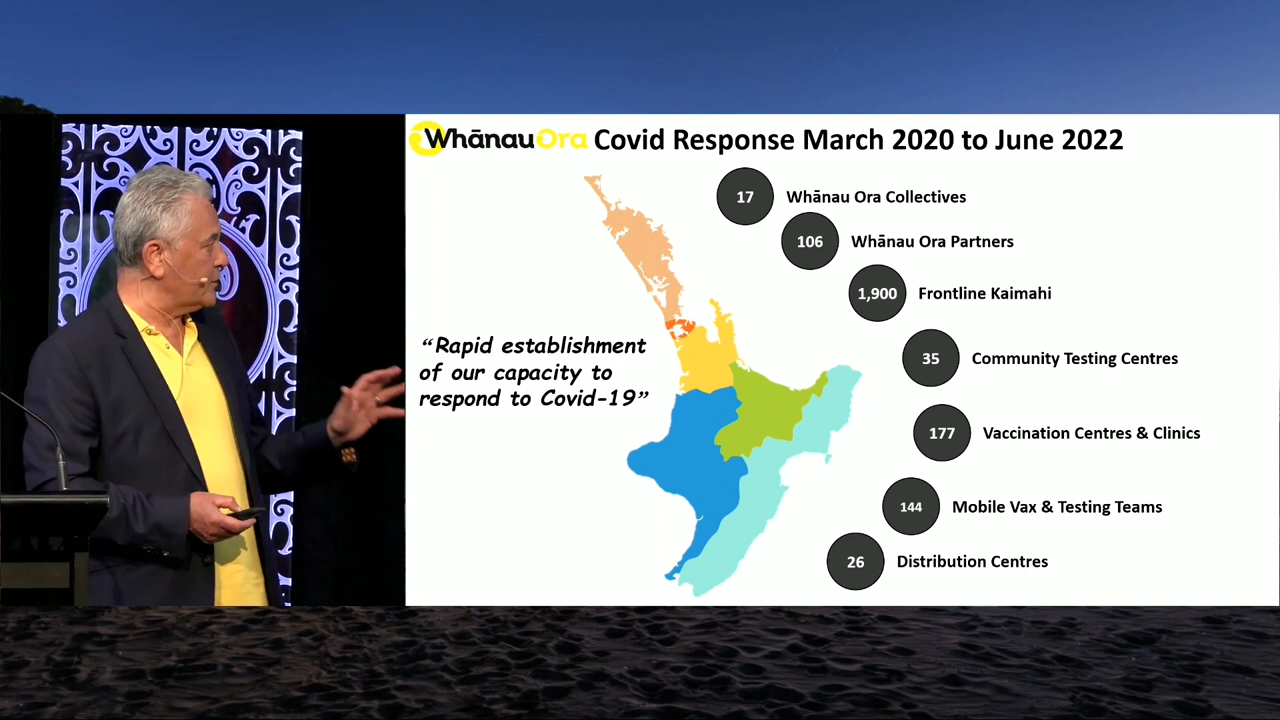 WhānauOra Covid Response March 2020 to June 2022
17 Whānau Ora Collectives
106 Whānau Ora Partners
1,900 Frontline Kaimahi
“Rapid establishment
of our capacity to
respond to Covid-19”
35 Community Testing Centres
177 Vaccination Centres & Clinics
144 Mobile Vax & Testing Teams
26 Distribution Centres